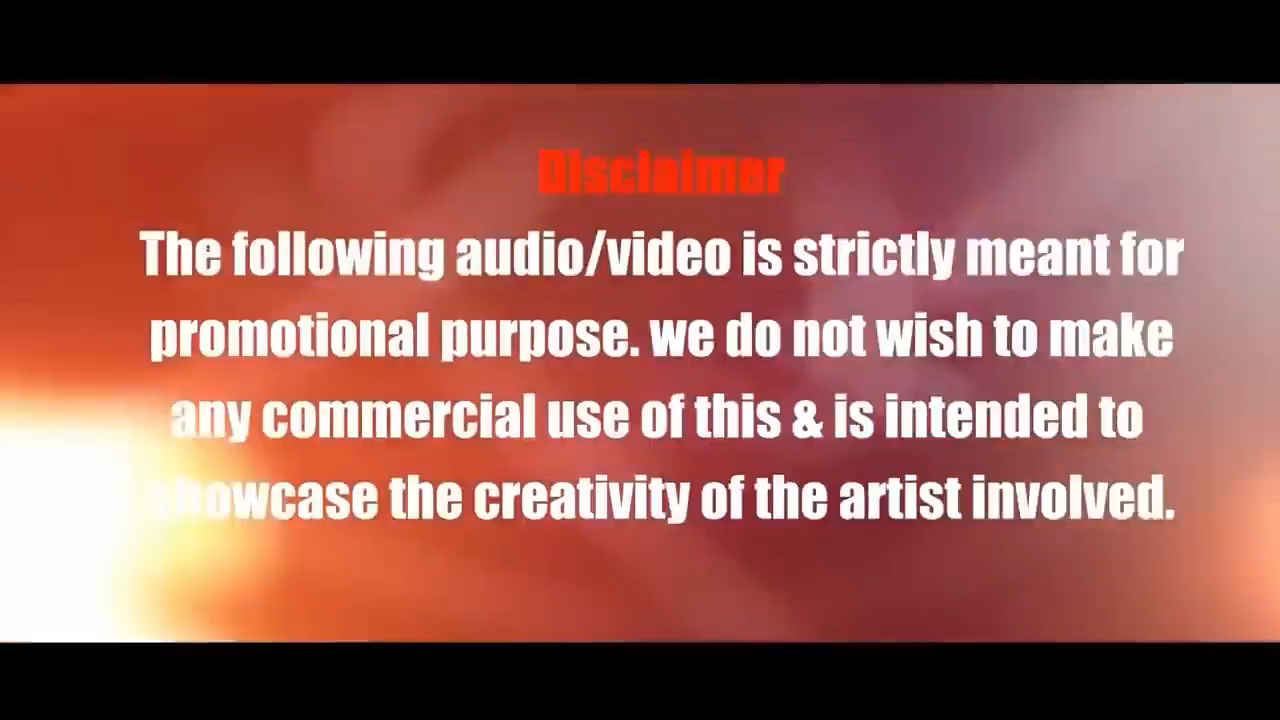 Disclaimer
The following audio/video is strictly meant for
promotional purpose. we do not wish to make
any commercial use of this & is intended to
showcase the creativity of the artist involved.